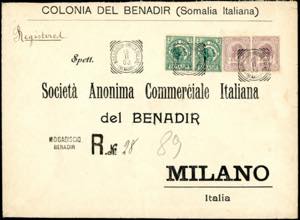 COLONIA DEL BENADIR (Somalia Italiana)
Registered
Spett.
Società Anonima Commerciale Italiana
del BENADIR
MOGADISCIO
BENADIR
R. No 28
89
MILANO
Italia